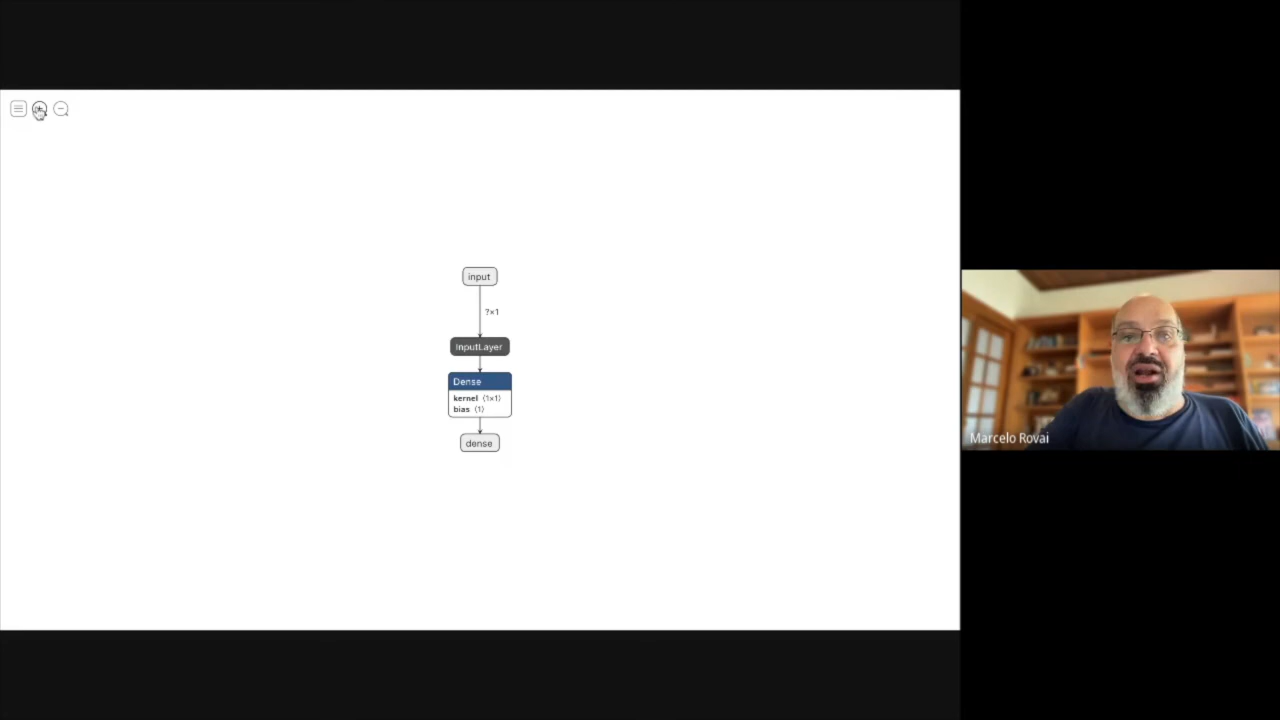 input
?×1
InputLayer
Dense
kernel ⟨1×1⟩
bias ⟨1⟩
dense
Marcelo Rovai